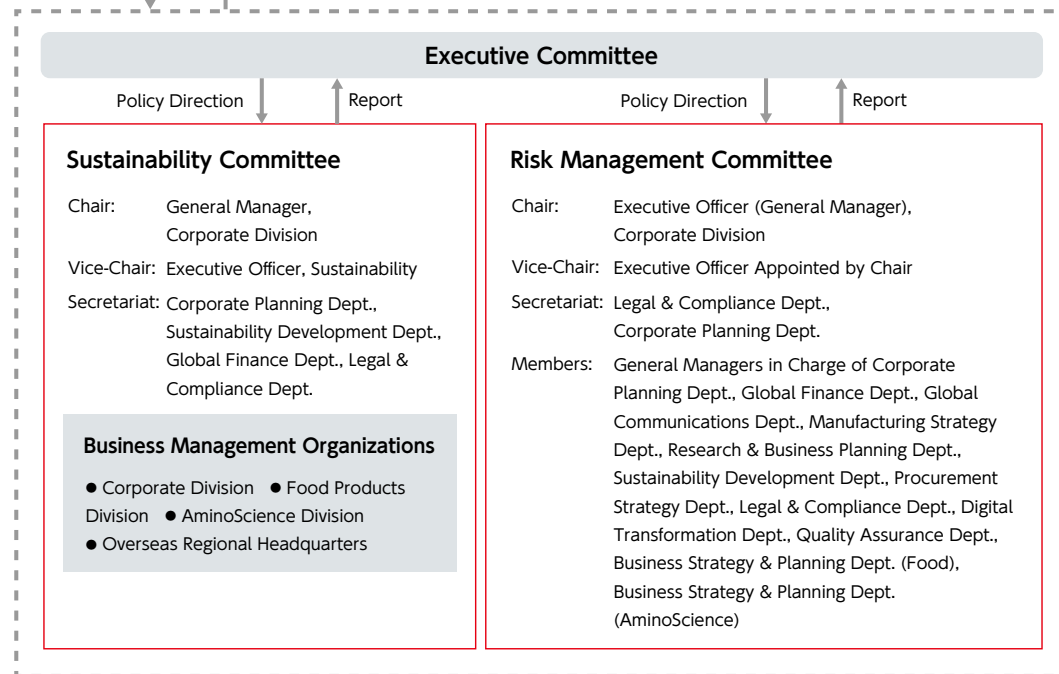 Executive Committee
Policy Direction
Report
Policy Direction
Report
Sustainability Committee
Chair: General Manager,
Corporate Division
Vice-Chair: Executive Officer, Sustainability
Secretariat: Corporate Planning Dept.,
Sustainability Development Dept.,
Global Finance Dept., Legal &
Compliance Dept.
Business Management Organizations
● Corporate Division ● Food Products
Division ● AminoScience Division
● Overseas Regional Headquarters
Risk Management Committee
Chair: Executive Officer (General Manager),
Corporate Division
Vice-Chair: Executive Officer Appointed by Chair
Secretariat: Legal & Compliance Dept.,
Corporate Planning Dept.
Members: General Managers in Charge of Corporate
Planning Dept., Global Finance Dept., Global
Communications Dept., Manufacturing Strategy
Dept., Research & Business Planning Dept.,
Sustainability Development Dept., Procurement
Strategy Dept., Legal & Compliance Dept., Digital
Transformation Dept., Quality Assurance Dept.,
Business Strategy & Planning Dept. (Food),
Business Strategy & Planning Dept.
(AminoScience)